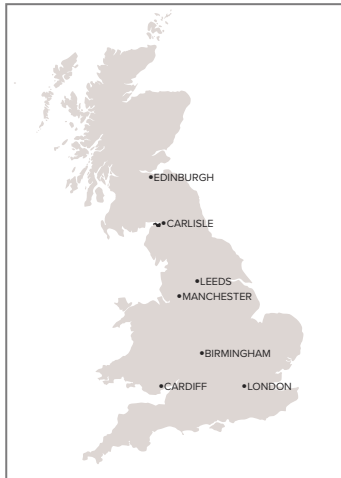 EDINBURGH
CARLISLE
LEEDS
MANCHESTER
BIRMINGHAM
CARDIFF
LONDON